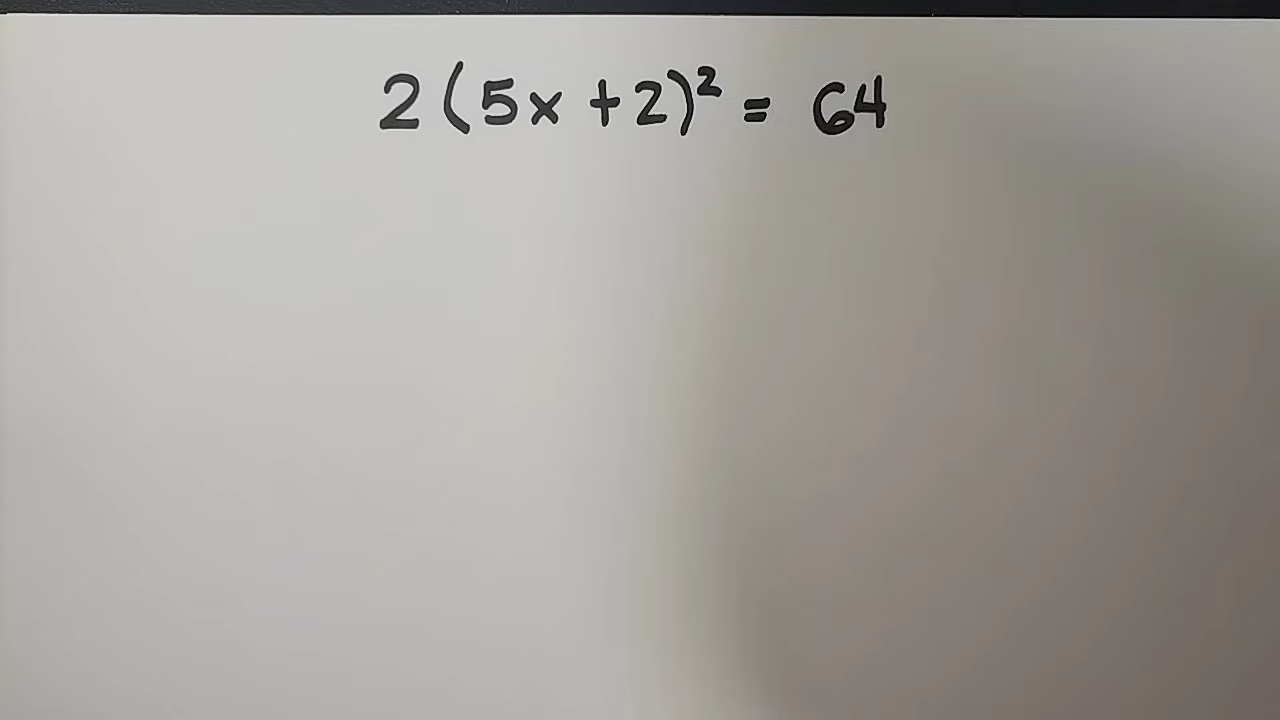 2(5x+2)² = 64